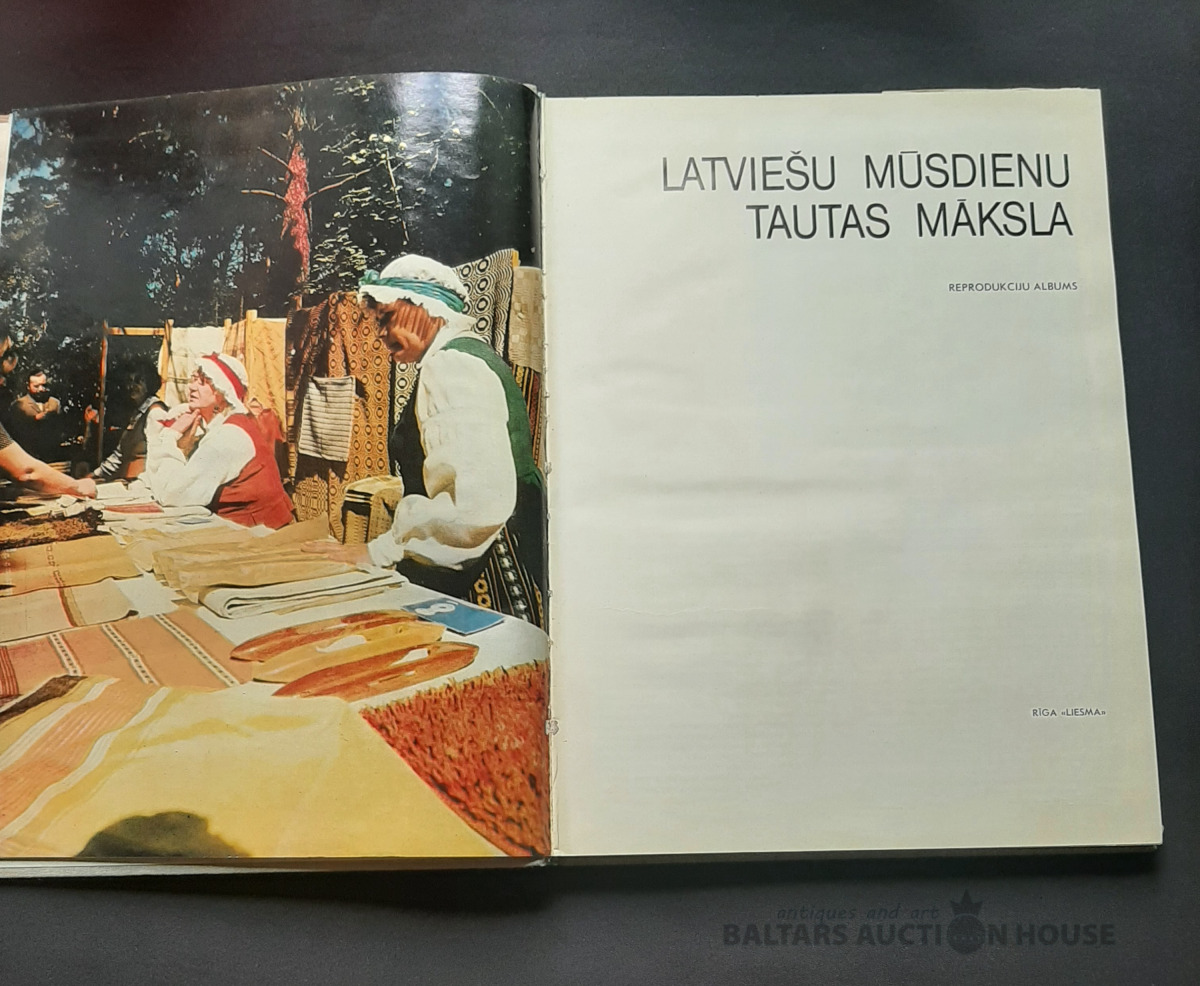 LATVIEŠU MŪSDIENU
TAUTAS MĀKSLA
REPRODUKCIJU ALBUMS
RĪGA «LIESMA»
antiques and art
BALTARS AUCTION HOUSE